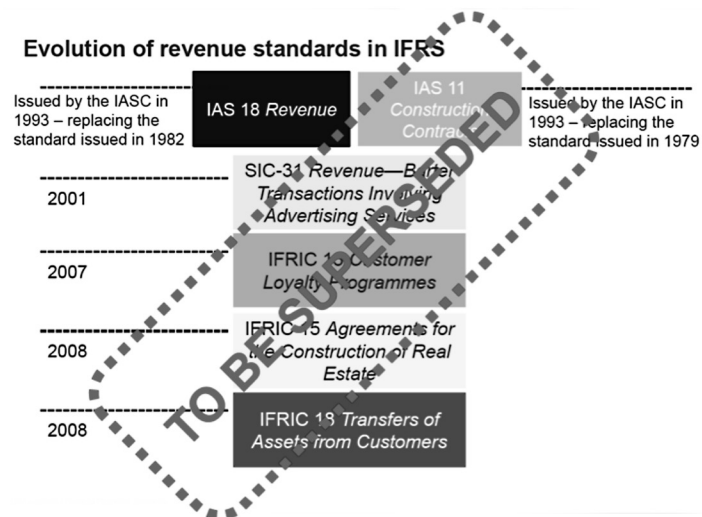 Evolution of revenue standards in IFRS
Issued by the IASC in
1993 – replacing the
standard issued in 1982
IAS 18 Revenue
IAS 11
Construction
Contracts
Issued by the IASC in
1993 – replacing the
standard issued in 1979
2001
SIC-31 Revenue—Barter
Transactions Involving
Advertising Services
2007
IFRIC 13 Customer
Loyalty Programmes
2008
IFRIC 15 Agreements for
the Construction of Real
Estate
2008
IFRIC 18 Transfers of
Assets from Customers
TO BE SUPERSEDED